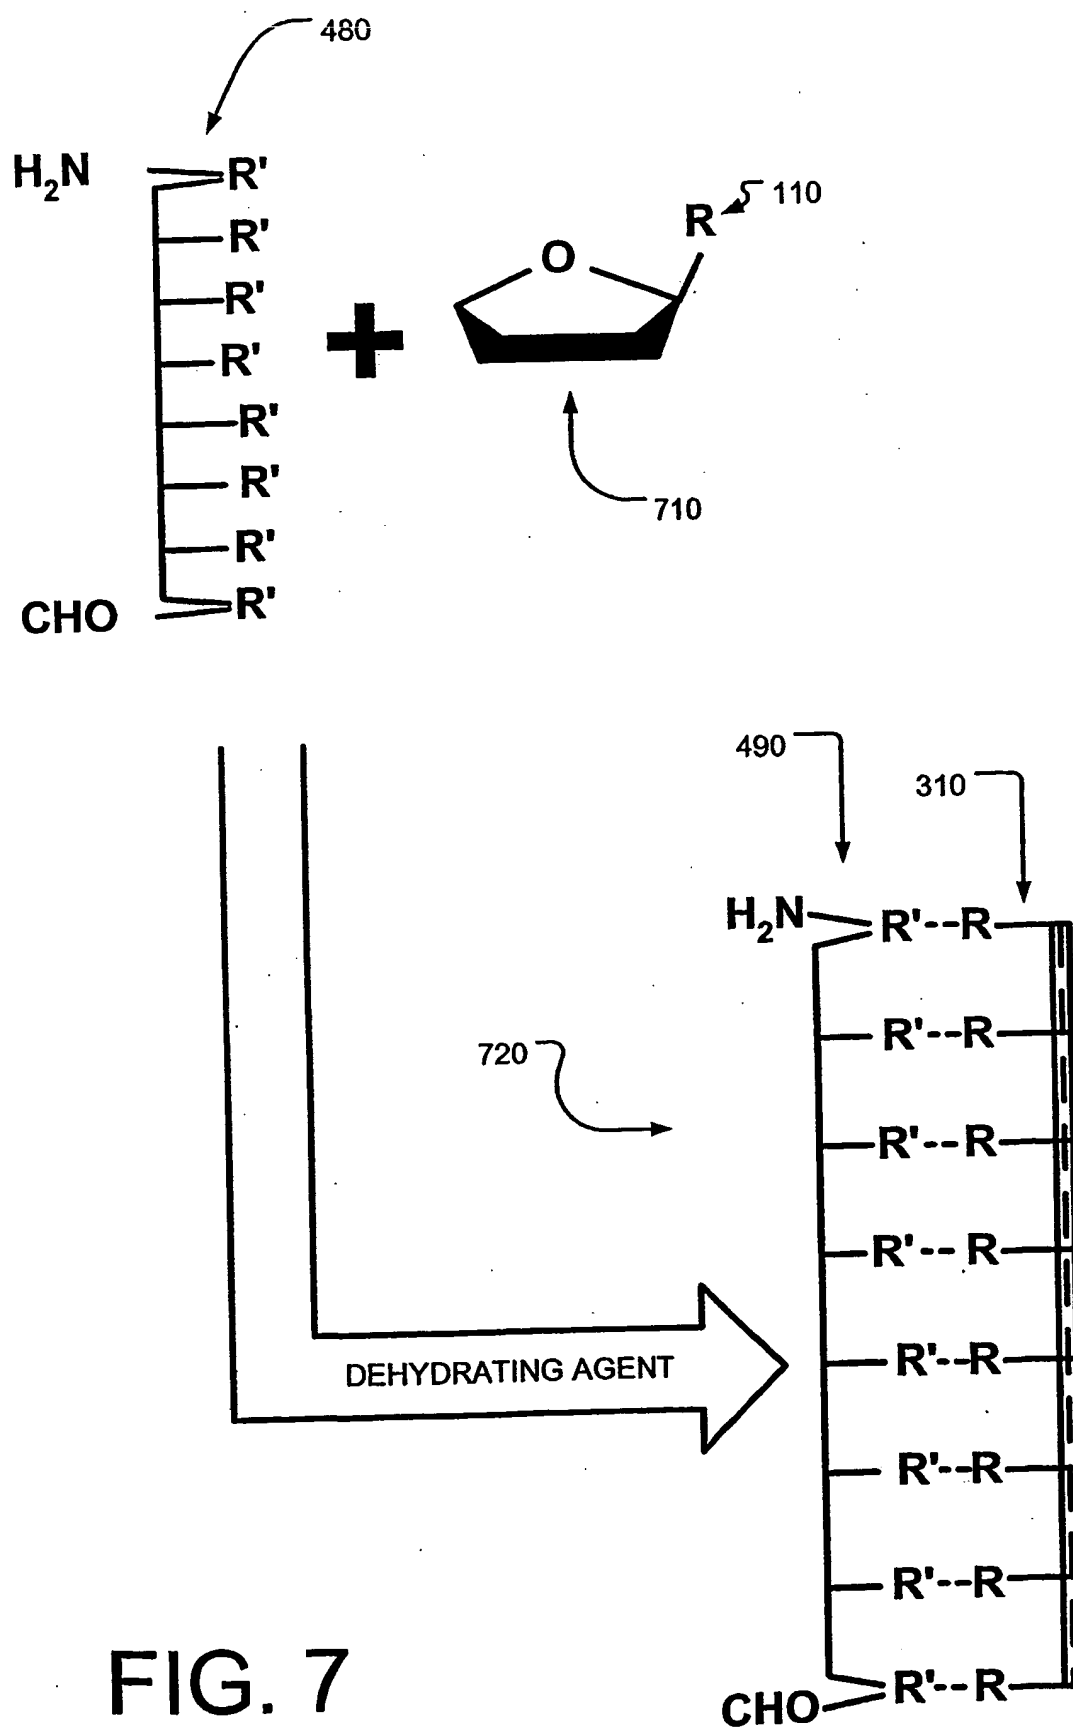 480
H₂N R'
R'
R'
R'
R'
R'
R'
CHO R'
+
O
R 110
710
490
310
H₂N R'--R
R'--R
720
R'--R
R'--R
R'--R
DEHYDRATING AGENT
R'--R
R'--R
CHO R'--R
FIG. 7